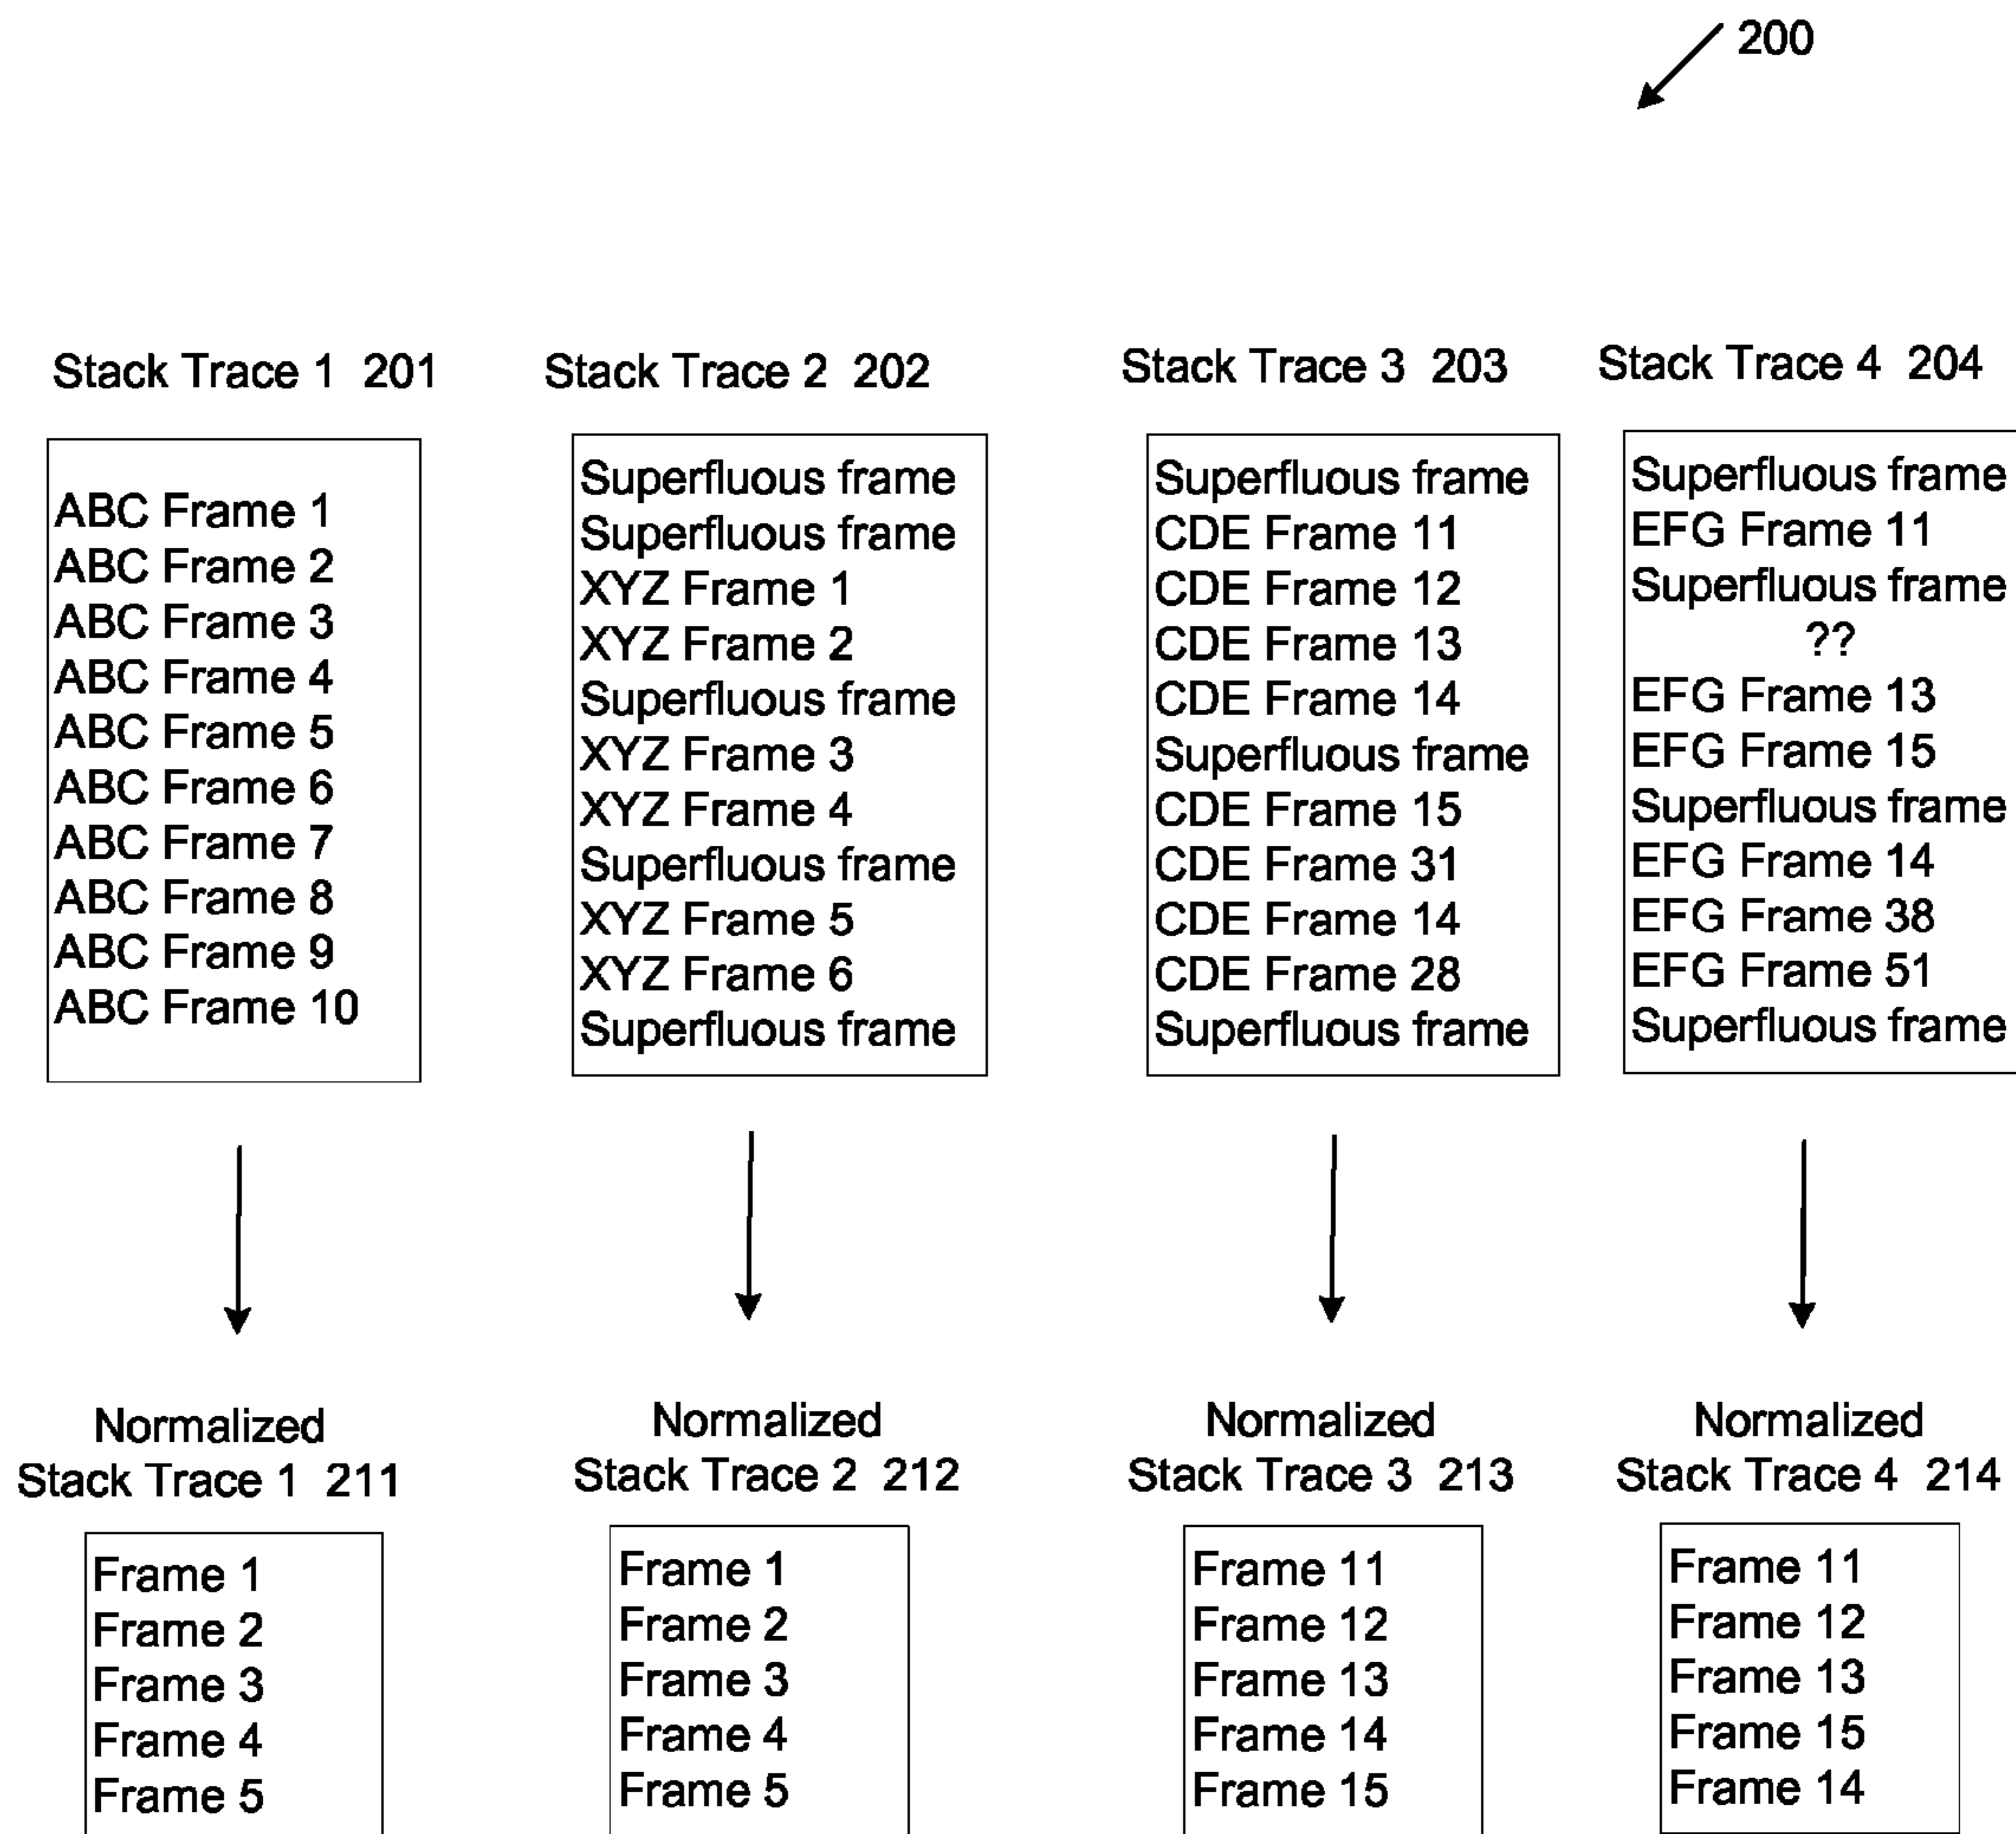 200
Stack Trace 1 201
ABC Frame 1
ABC Frame 2
ABC Frame 3
ABC Frame 4
ABC Frame 5
ABC Frame 6
ABC Frame 7
ABC Frame 8
ABC Frame 9
ABC Frame 10
Stack Trace 2 202
Superfluous frame
Superfluous frame
XYZ Frame 1
XYZ Frame 2
Superfluous frame
XYZ Frame 3
XYZ Frame 4
Superfluous frame
XYZ Frame 5
XYZ Frame 6
Superfluous frame
Stack Trace 3 203
Superfluous frame
CDE Frame 11
CDE Frame 12
CDE Frame 13
CDE Frame 14
Superfluous frame
CDE Frame 15
CDE Frame 31
CDE Frame 14
CDE Frame 28
Superfluous frame
Stack Trace 4 204
Superfluous frame
EFG Frame 11
Superfluous frame
??
EFG Frame 13
EFG Frame 15
Superfluous frame
EFG Frame 14
EFG Frame 38
EFG Frame 51
Superfluous frame
Normalized
Stack Trace 1 211
Frame 1
Frame 2
Frame 3
Frame 4
Frame 5
Normalized
Stack Trace 2 212
Frame 1
Frame 2
Frame 3
Frame 4
Frame 5
Normalized
Stack Trace 3 213
Frame 11
Frame 12
Frame 13
Frame 14
Frame 15
Normalized
Stack Trace 4 214
Frame 11
Frame 12
Frame 13
Frame 15
Frame 14